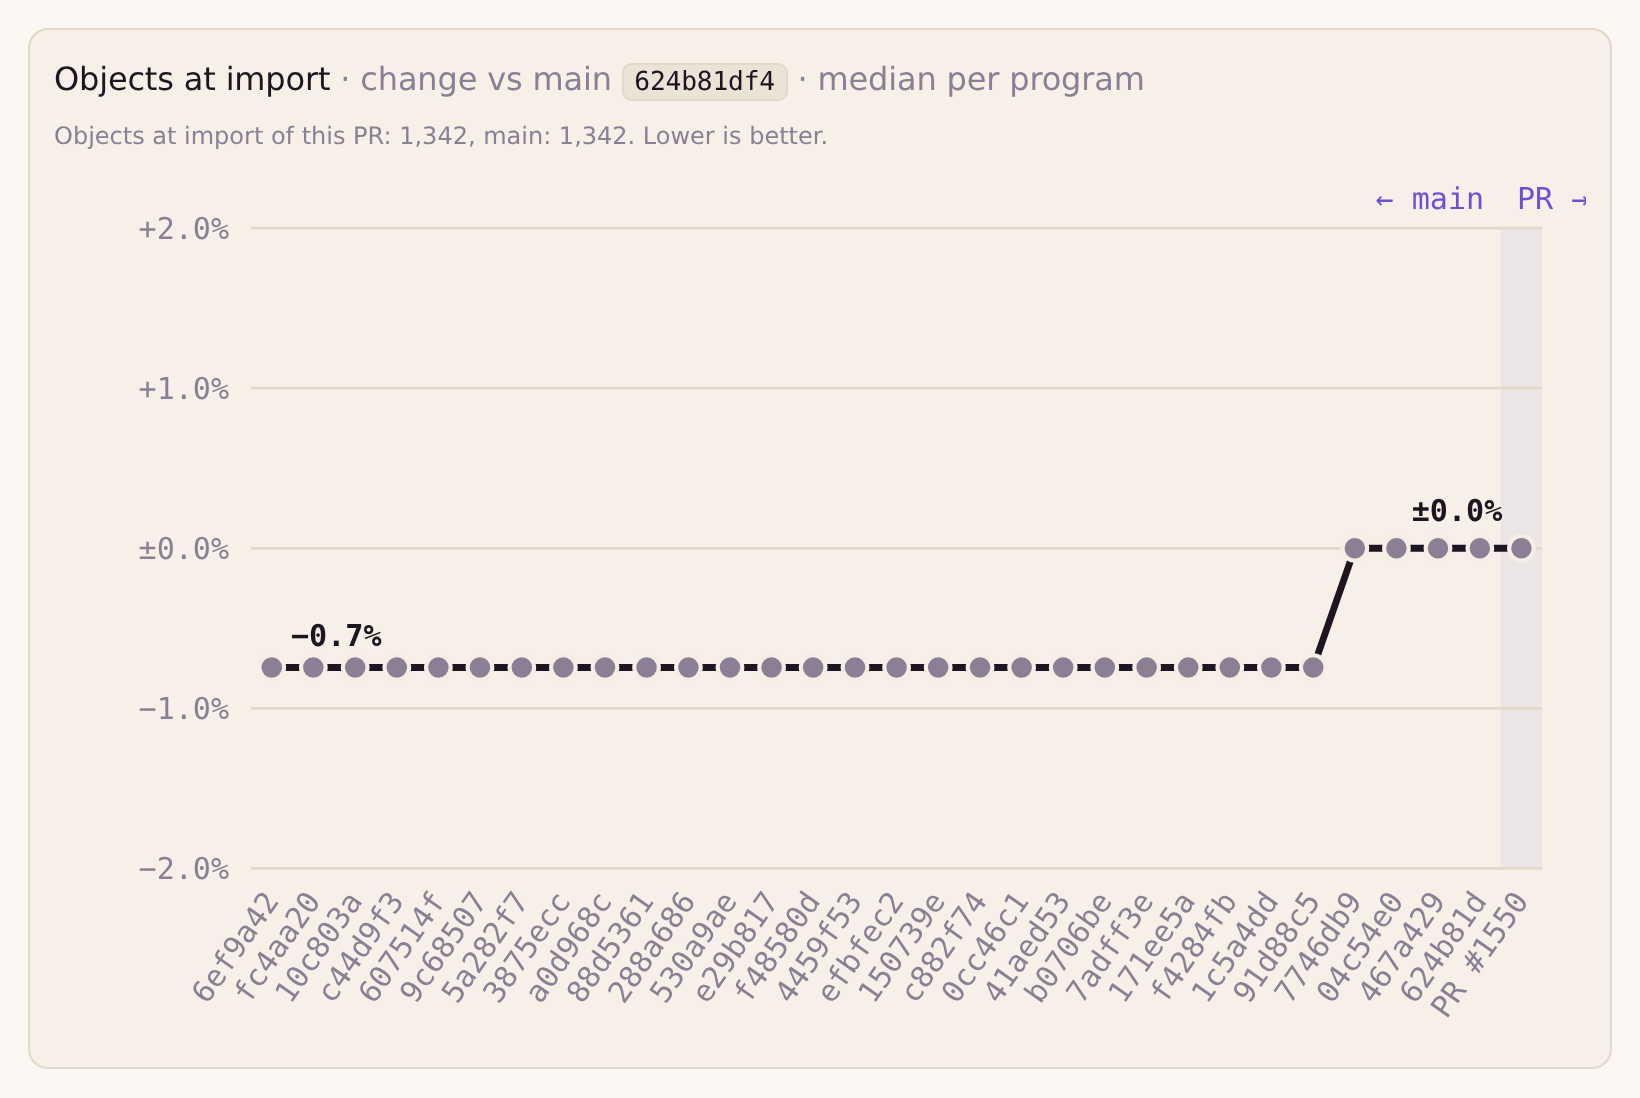 Objects at import · change vs main 624b81df4 · median per program
Objects at import of this PR: 1,342, main: 1,342. Lower is better.
← main PR →
+2.0%
+1.0%
±0.0%
−1.0%
−2.0%
±0.0%
−0.7%
6ef9a42
fc4aa20
10c803a
c44d9f3
607514f
9c68507
5a282f7
3875ecc
a0d968c
88d5361
288a686
530a9ae
e29b817
f48580d
4459f53
efbfec2
150739e
c882f74
0cc46c1
41aed53
b0706be
7adff3e
171ee5a
f4284fb
1c5a4dd
91d88c5
7746db9
04c54e0
467a429
624b81d
PR #1550